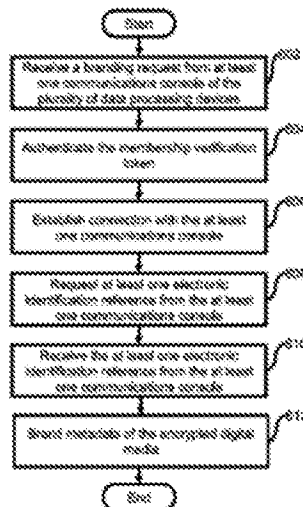 Start
Receive a branding request from at least
one communications console of the
plurality of data processing devices
Authenticate the membership verification
token
Establish connection with the at least
one communications console
Request at least one electronic
identification reference from the at least
one communications console
Receive the at least one electronic
identification reference from the at least
one communications console
Brand metadata of the encrypted digital
media
End